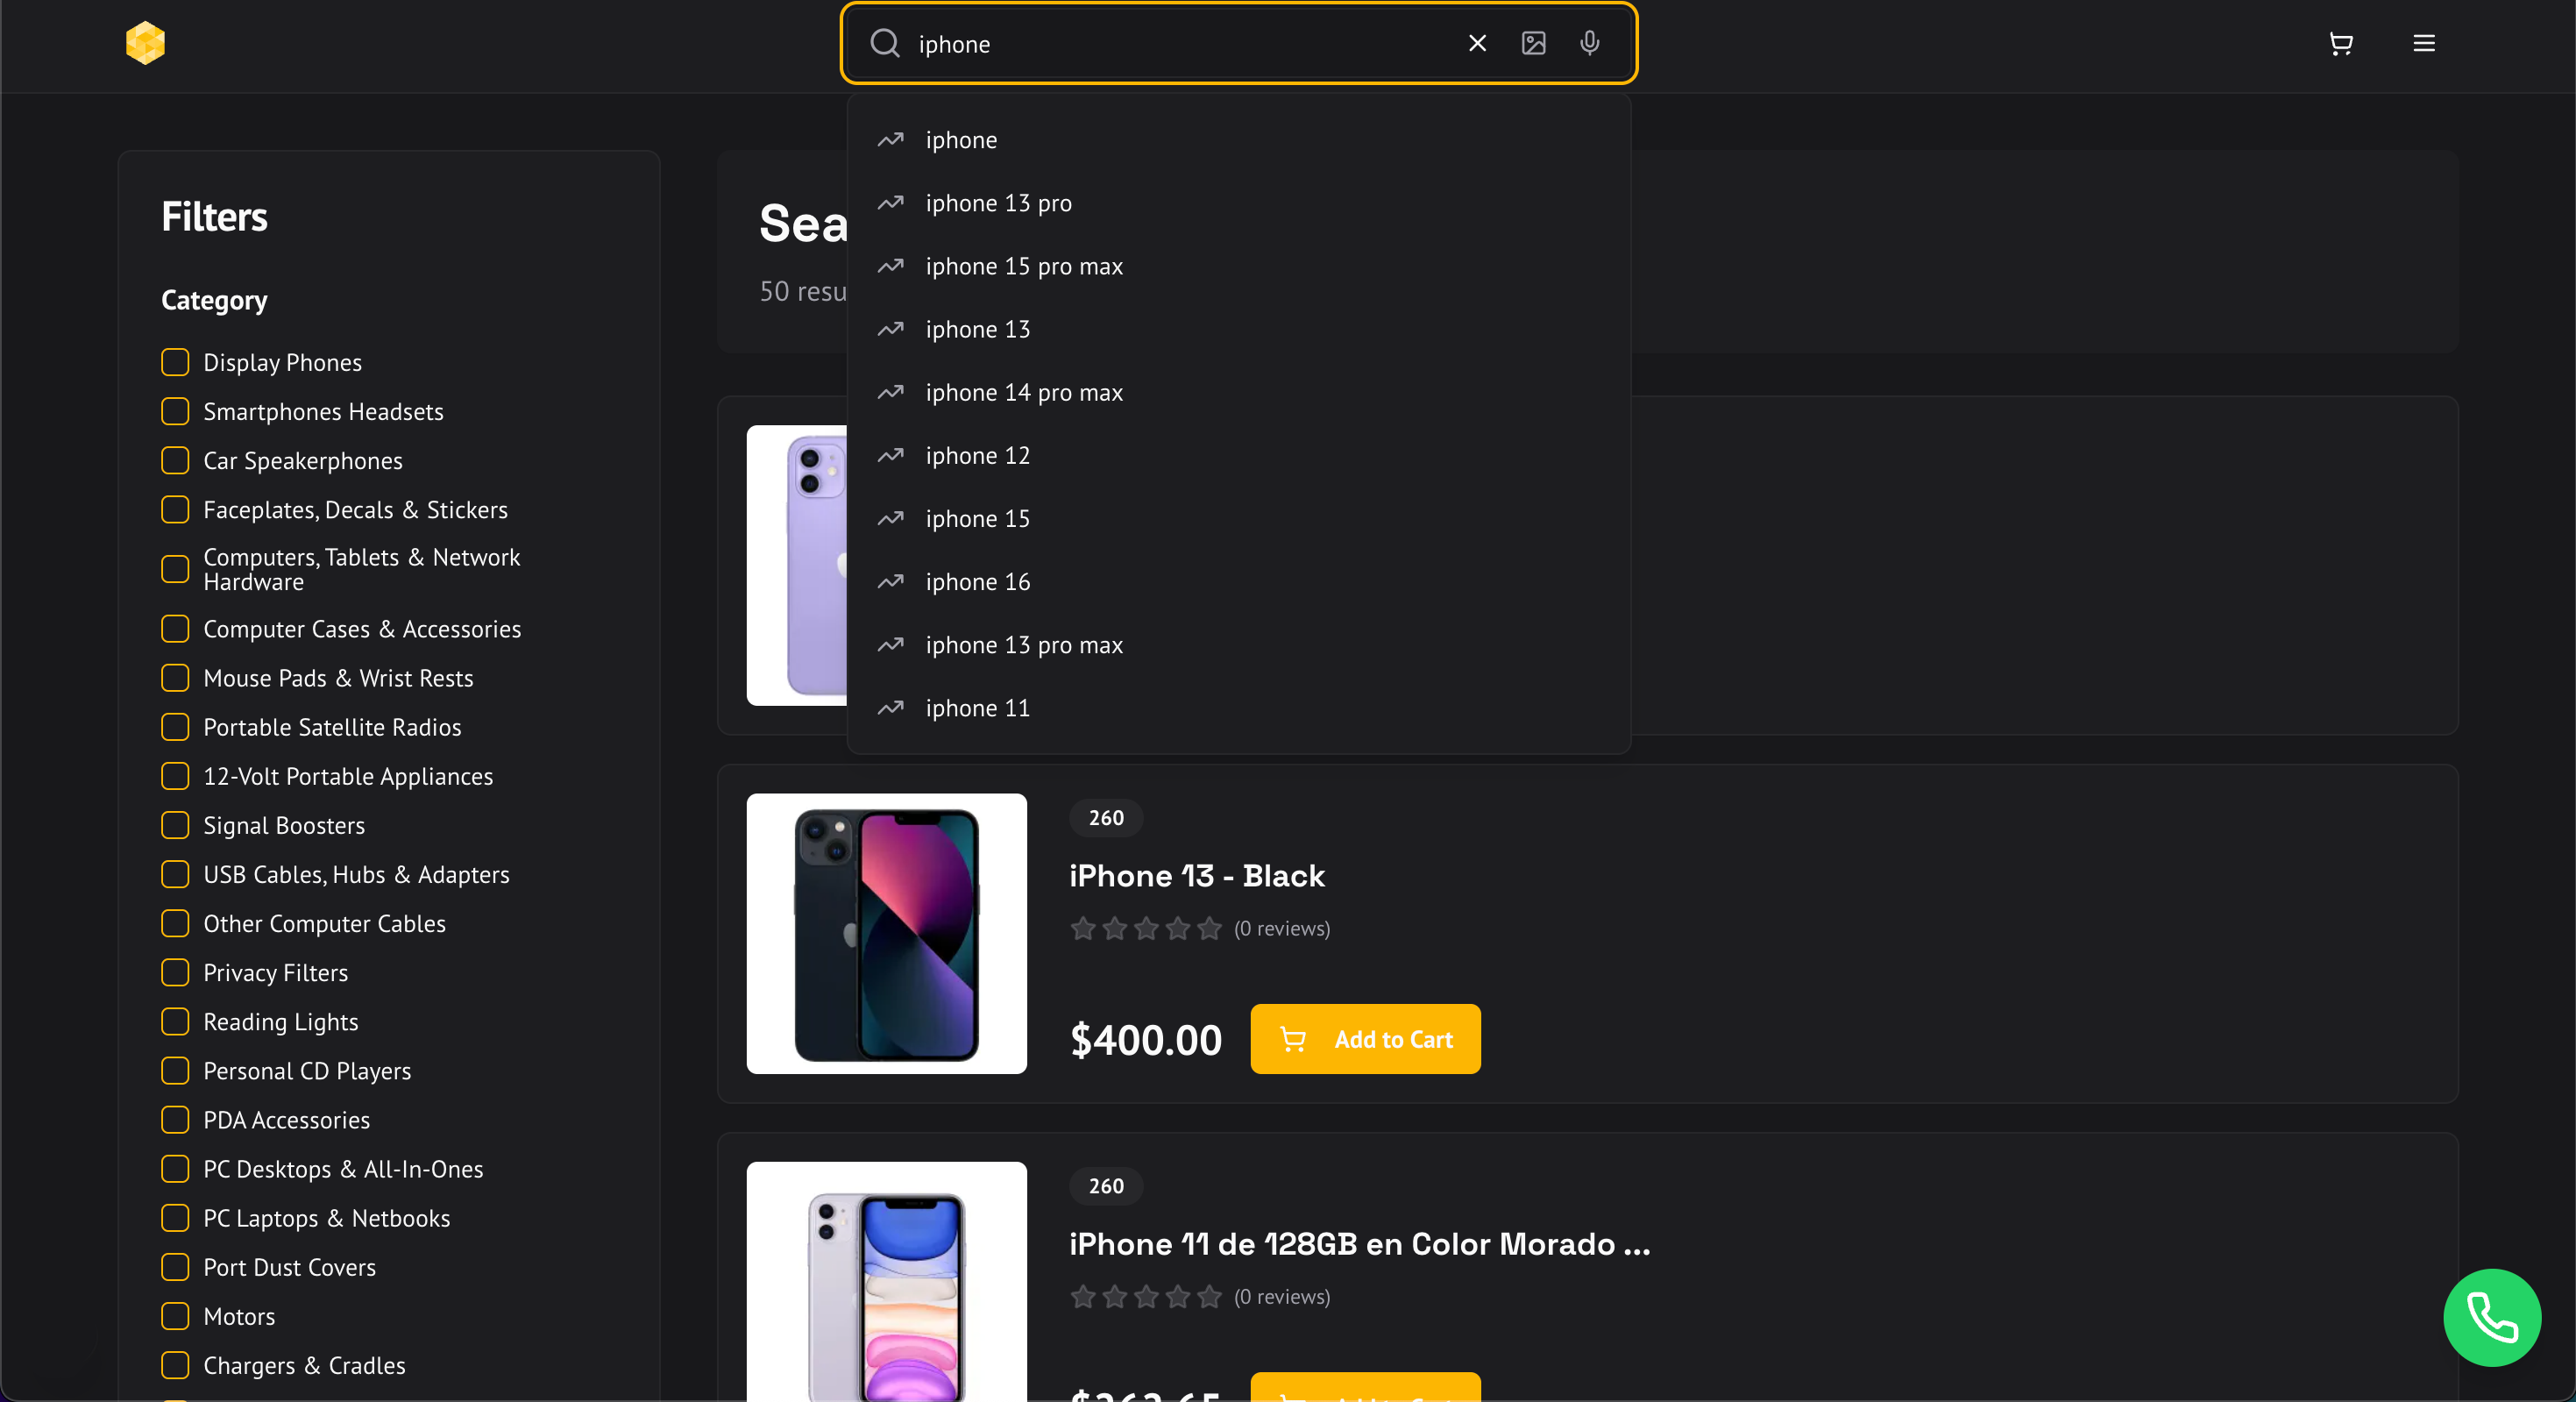 iphone
iphone
iphone 13 pro
iphone 15 pro max
iphone 13
iphone 14 pro max
iphone 12
iphone 15
iphone 16
iphone 13 pro max
iphone 11
Filters
Category
Display Phones
Smartphones Headsets
Car Speakerphones
Faceplates, Decals & Stickers
Computers, Tablets & Network
Hardware
Computer Cases & Accessories
Mouse Pads & Wrist Rests
Portable Satellite Radios
12-Volt Portable Appliances
Signal Boosters
USB Cables, Hubs & Adapters
Other Computer Cables
Privacy Filters
Reading Lights
Personal CD Players
PDA Accessories
PC Desktops & All-In-Ones
PC Laptops & Netbooks
Port Dust Covers
Motors
Chargers & Cradles
Sea
50 resu
260
iPhone 13 - Black
(0 reviews)
$400.00
Add to Cart
260
iPhone 11 de 128GB en Color Morado ...
(0 reviews)